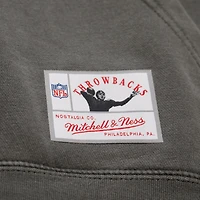 THROWBACKS
NFL
NOSTALGIA CO.
Mitchell & Ness
PHILADELPHIA, PA.